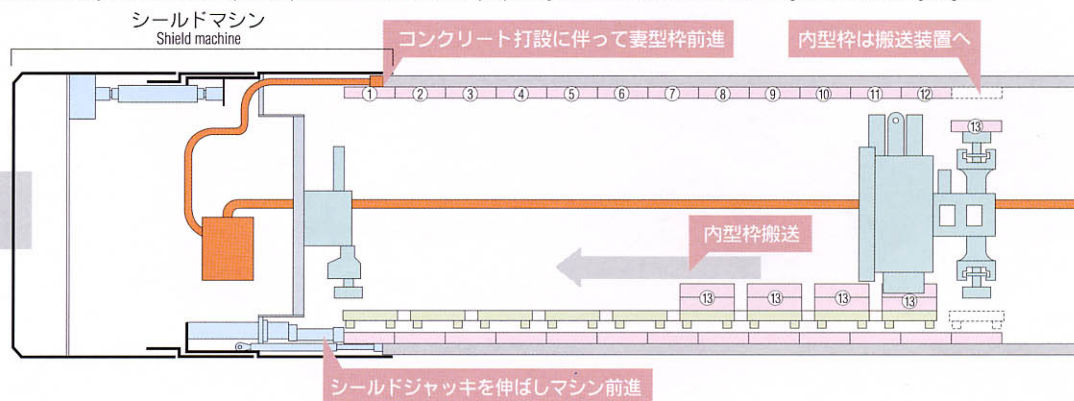 シールドマシン
Shield machine
コンクリート打設に伴って妻型枠前進
内型枠は搬送装置へ
① ② ③ ④ ⑤ ⑥ ⑦ ⑧ ⑨ ⑩ ⑪ ⑫
⑬
内型枠搬送
⑬ ⑬ ⑬ ⑬
シールドジャッキを伸ばしマシン前進